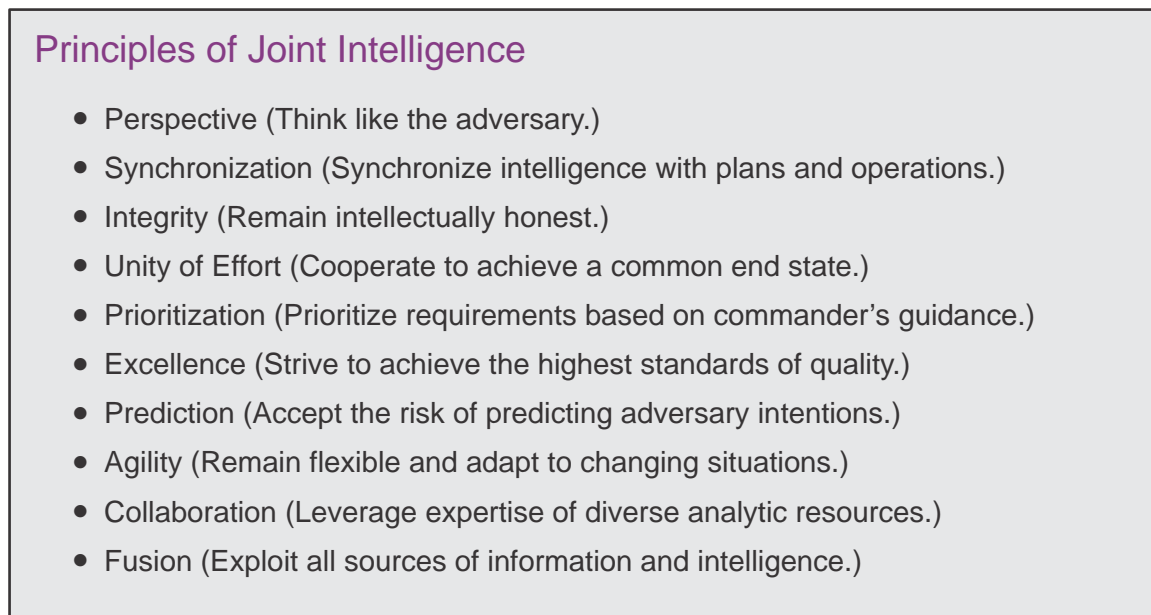 Principles of Joint Intelligence
● Perspective (Think like the adversary.)
● Synchronization (Synchronize intelligence with plans and operations.)
● Integrity (Remain intellectually honest.)
● Unity of Effort (Cooperate to achieve a common end state.)
● Prioritization (Prioritize requirements based on commander’s guidance.)
● Excellence (Strive to achieve the highest standards of quality.)
● Prediction (Accept the risk of predicting adversary intentions.)
● Agility (Remain flexible and adapt to changing situations.)
● Collaboration (Leverage expertise of diverse analytic resources.)
● Fusion (Exploit all sources of information and intelligence.)